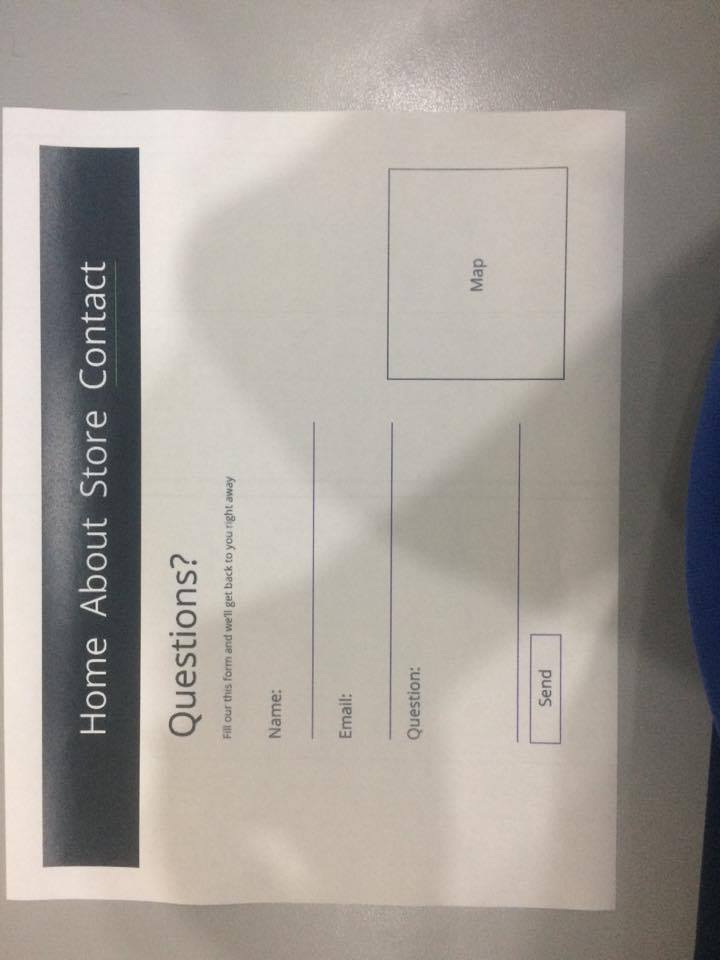 Home About Store Contact
Questions?
Fill our this form and we'll get back to you right away
Name:
Email:
Question:
Map
Send